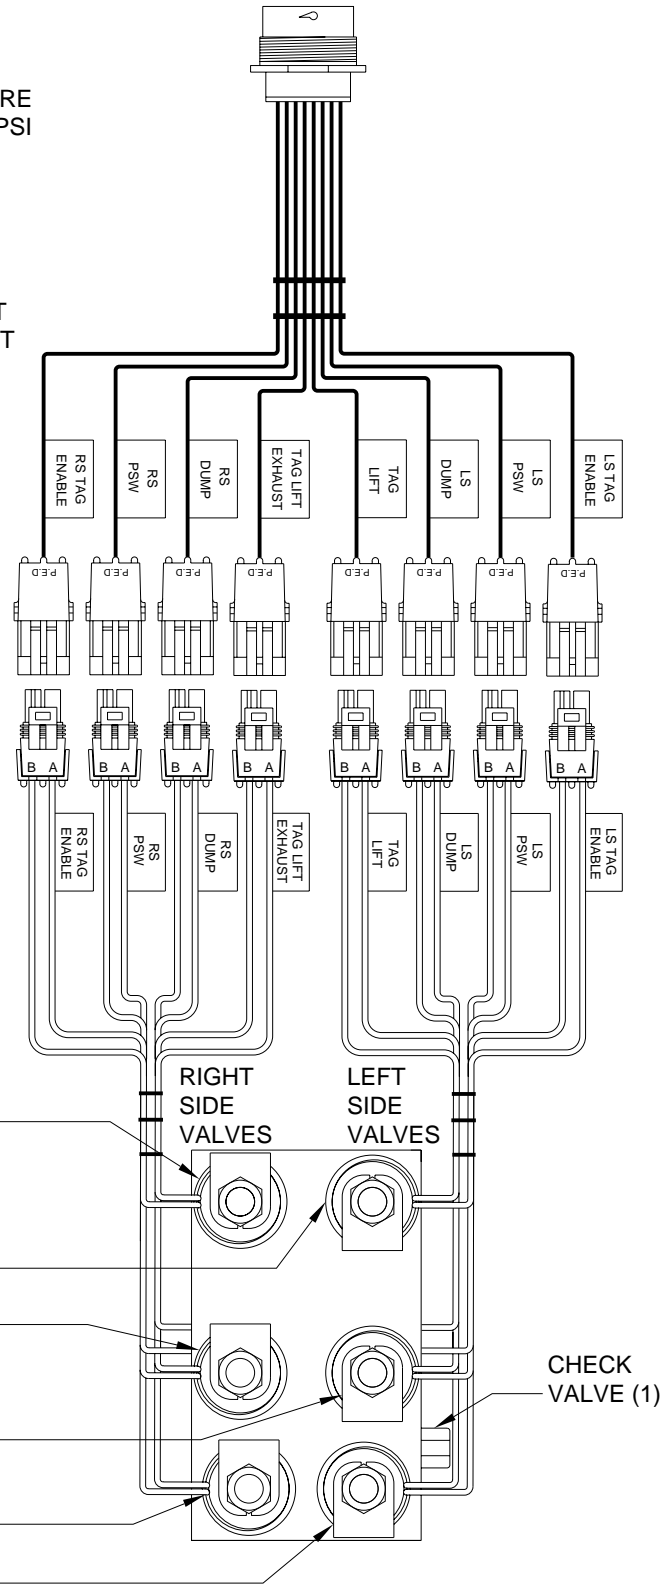 RE
PSI
T
T
RS TAG
ENABLE
RS
PSW
RS
DUMP
TAG LIFT
EXHAUST
TAG
LIFT
LS
DUMP
LS
PSW
LS TAG
ENABLE
P.E.D
P.E.D
P.E.D
P.E.D
P.E.D
P.E.D
P.E.D
P.E.D
B A
B A
B A
B A
B A
B A
B A
B A
RS TAG
ENABLE
RS
PSW
RS
DUMP
TAG LIFT
EXHAUST
TAG
LIFT
LS
DUMP
LS
PSW
LS TAG
ENABLE
RIGHT
SIDE
VALVES
LEFT
SIDE
VALVES
CHECK
VALVE (1)